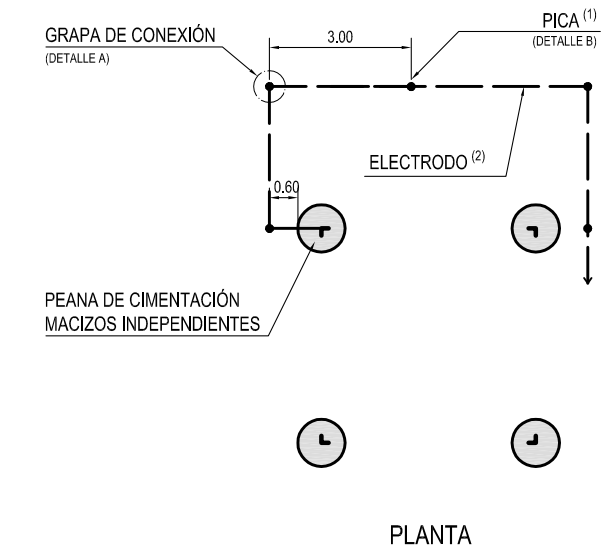 GRAPA DE CONEXIÓN
(DETALLE A)
3.00
PICA (1)
(DETALLE B)
ELECTRODO (2)
0.60
PEANA DE CIMENTACIÓN
MACIZOS INDEPENDIENTES
PLANTA